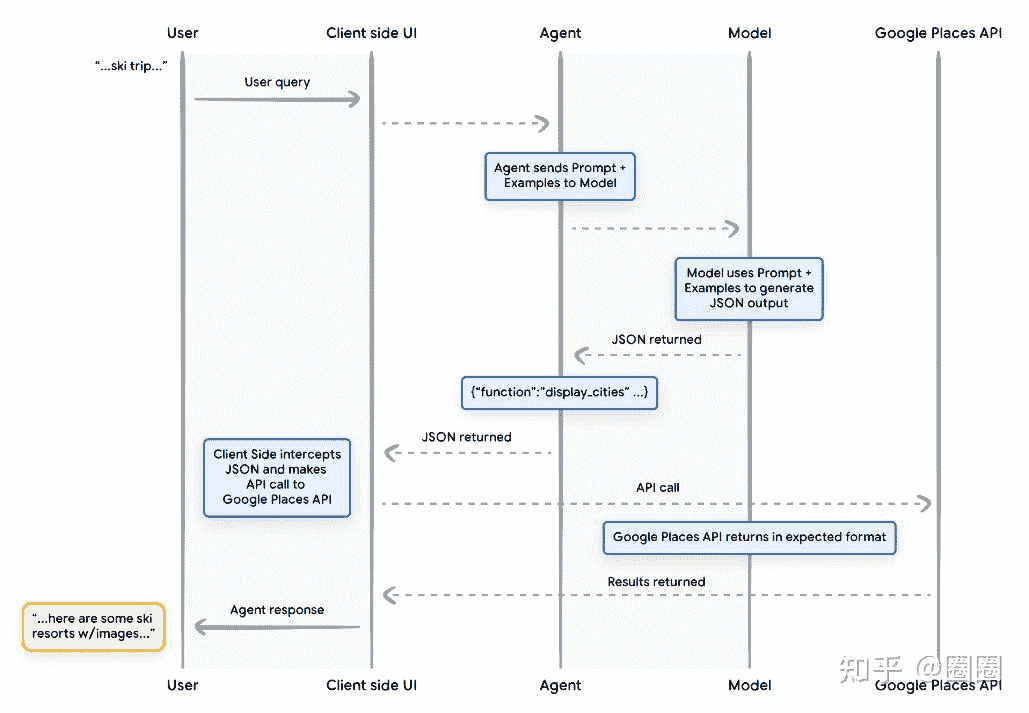 User
Client side UI
Agent
Model
Google Places API
“...ski trip...”
User query
Agent sends Prompt +
Examples to Model
Model uses Prompt +
Examples to generate
JSON output
JSON returned
{“function”:“display_cities” ...}
JSON returned
Client Side intercepts
JSON and makes
API call to
Google Places API
API call
Google Places API returns in expected format
Results returned
Agent response
“...here are some ski
resorts w/images...”
知乎 @圈圈
User
Client side UI
Agent
Model
Google Places API